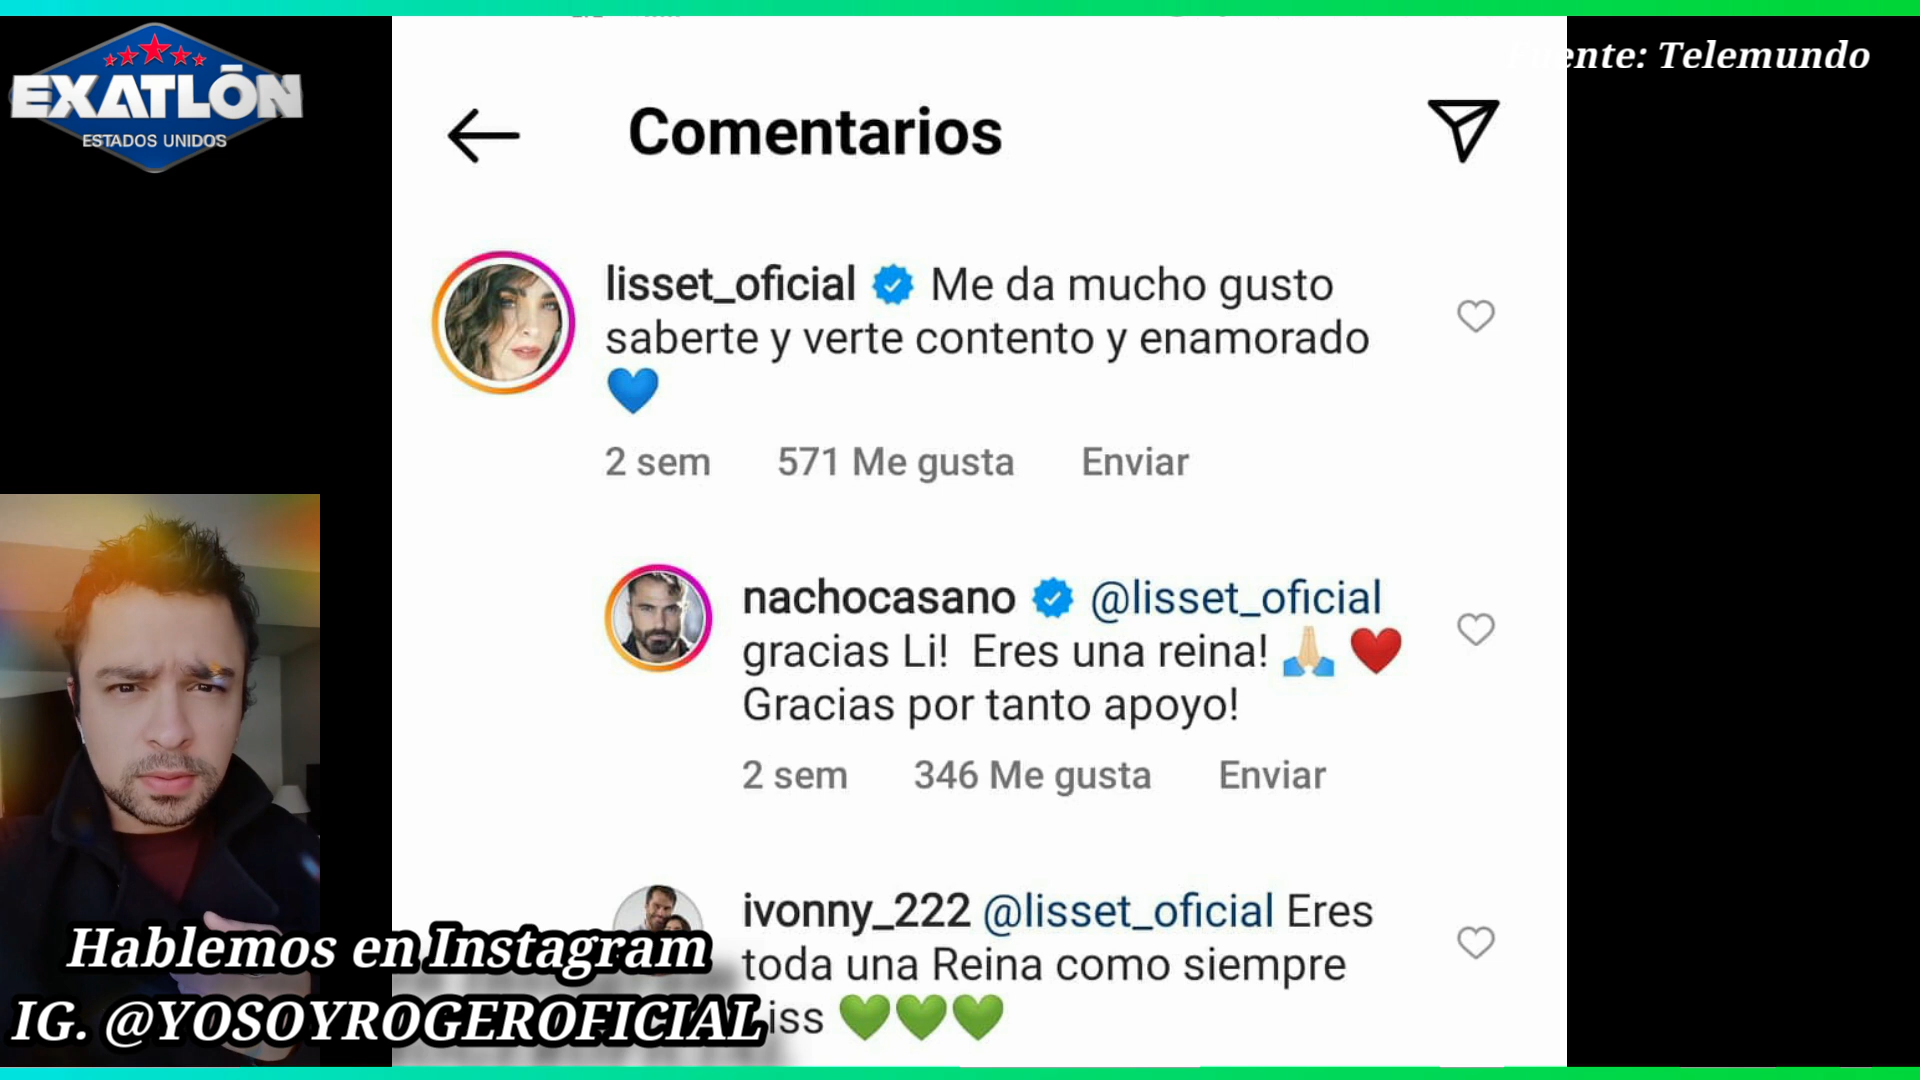 EXATLÓN
ESTADOS UNIDOS
Fuente: Telemundo
Comentarios
lisset_oficial Me da mucho gusto
saberte y verte contento y enamorado
💙
2 sem 571 Me gusta Enviar
nachocasano @lisset_oficial
gracias Li! Eres una reina! 🙏🏻 ❤️
Gracias por tanto apoyo!
2 sem 346 Me gusta Enviar
ivonny_222 @lisset_oficial Eres
toda una Reina como siempre
iss 💚💚💚
Hablemos en Instagram
IG. @YOSOYROGEROFICIAL